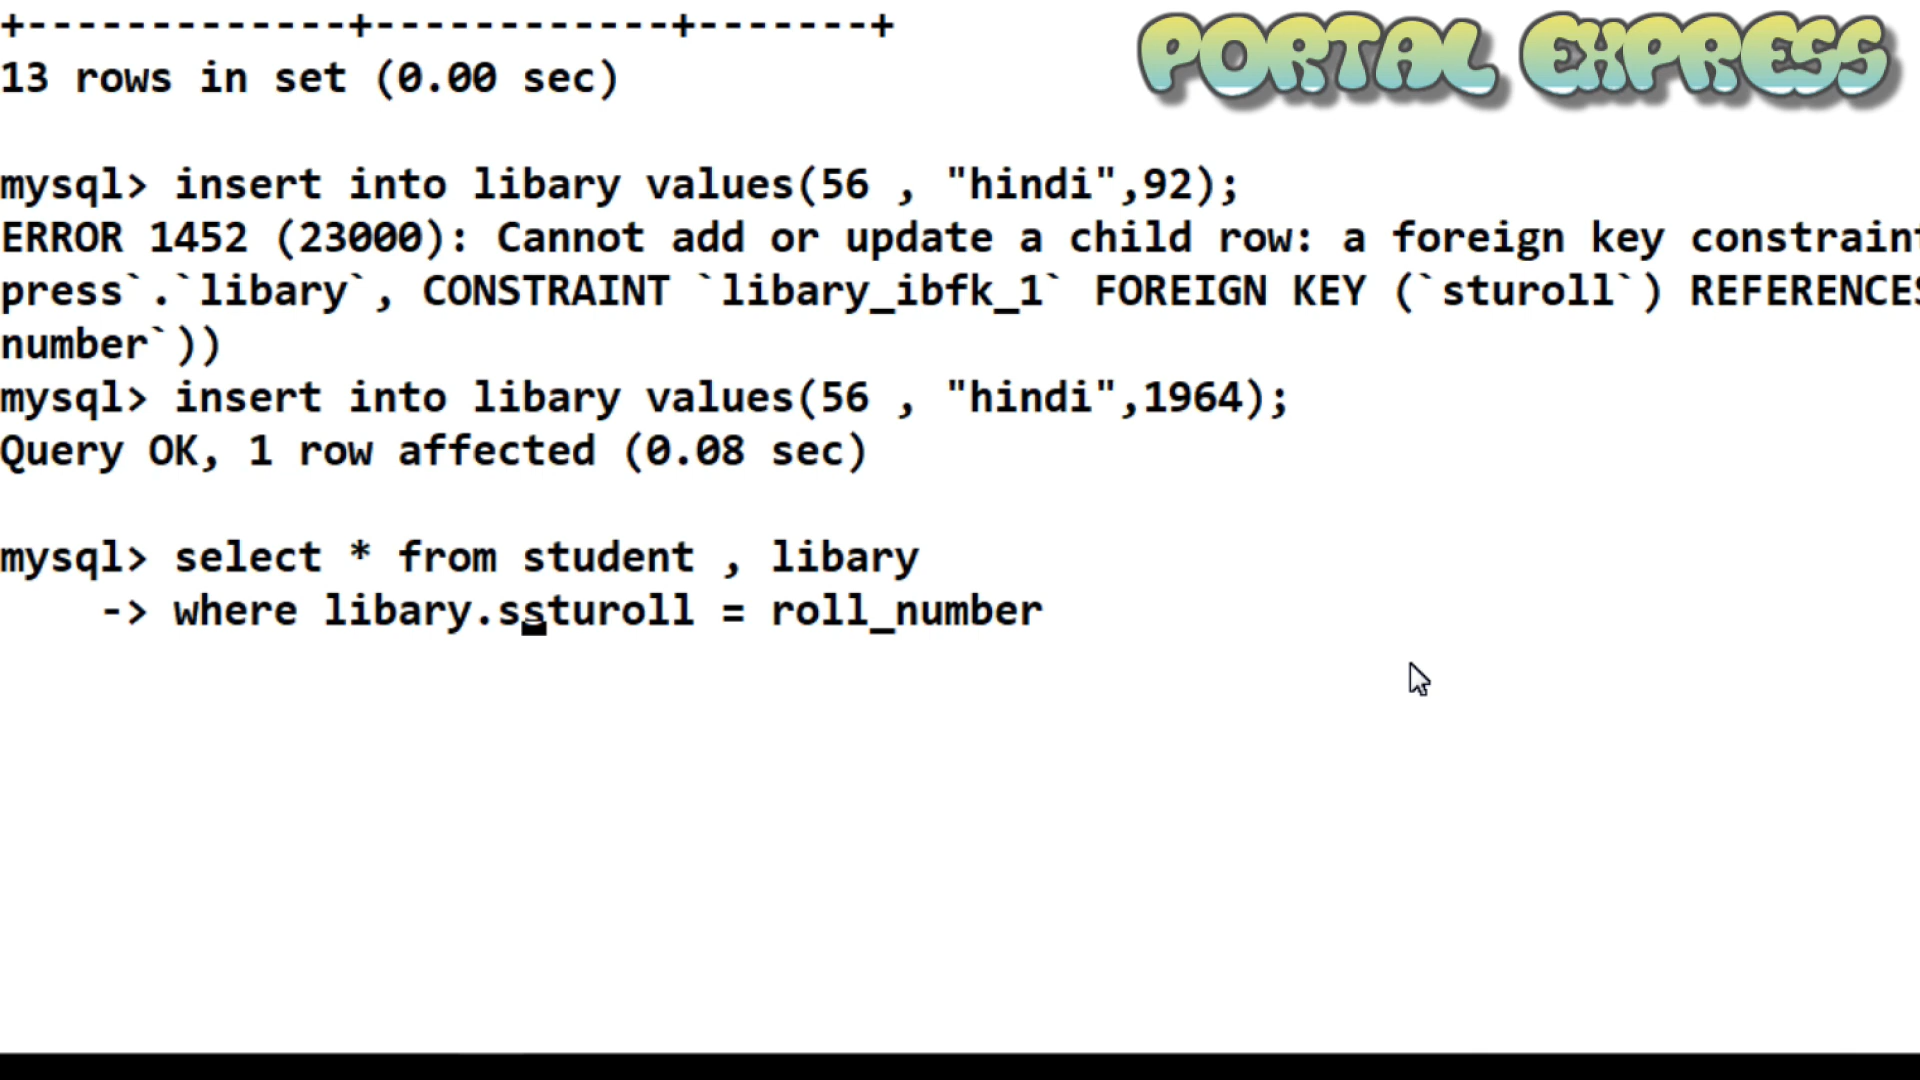 +-------------+------------+-------+
13 rows in set (0.00 sec)
PORTAL EXPRESS
mysql> insert into libary values(56 , "hindi",92);
ERROR 1452 (23000): Cannot add or update a child row: a foreign key constraint
press`.`libary`, CONSTRAINT `libary_ibfk_1` FOREIGN KEY (`sturoll`) REFERENCES
number`))
mysql> insert into libary values(56 , "hindi",1964);
Query OK, 1 row affected (0.08 sec)
mysql> select * from student , libary
-> where libary.ssturoll = roll_number